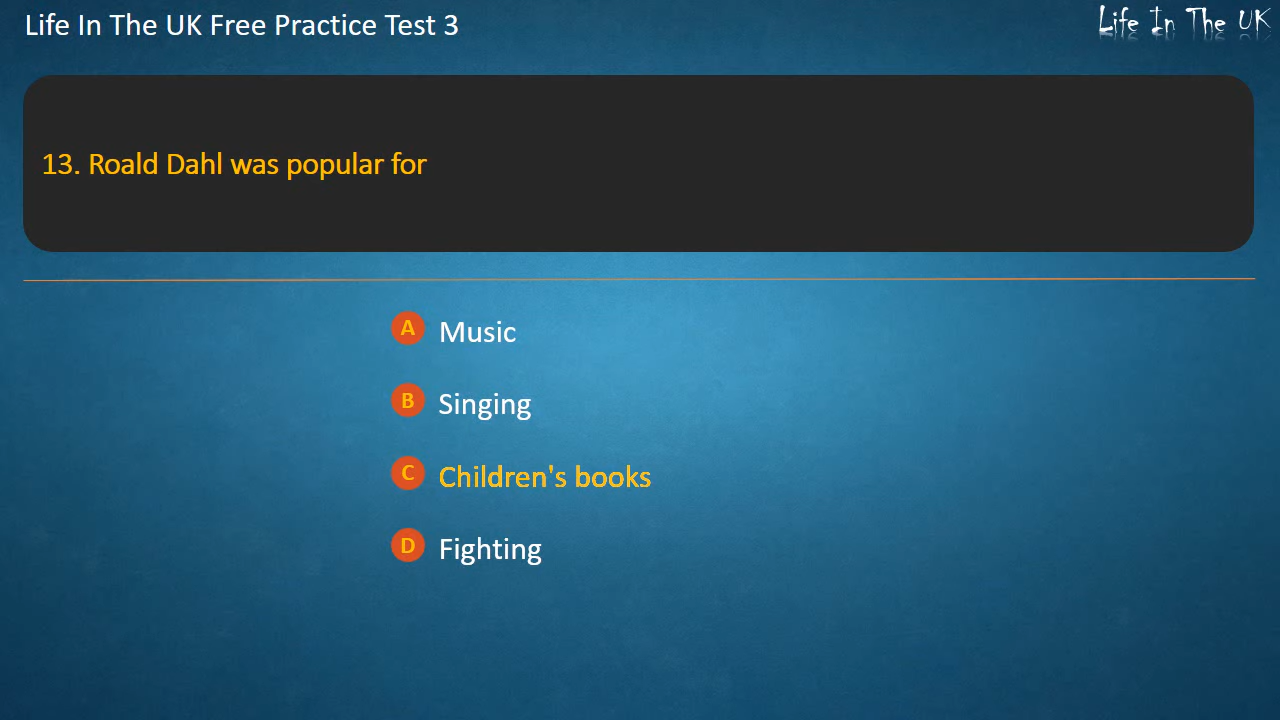 Life In The UK Free Practice Test 3
Life In The UK
13. Roald Dahl was popular for
A Music
B Singing
C Children's books
D Fighting